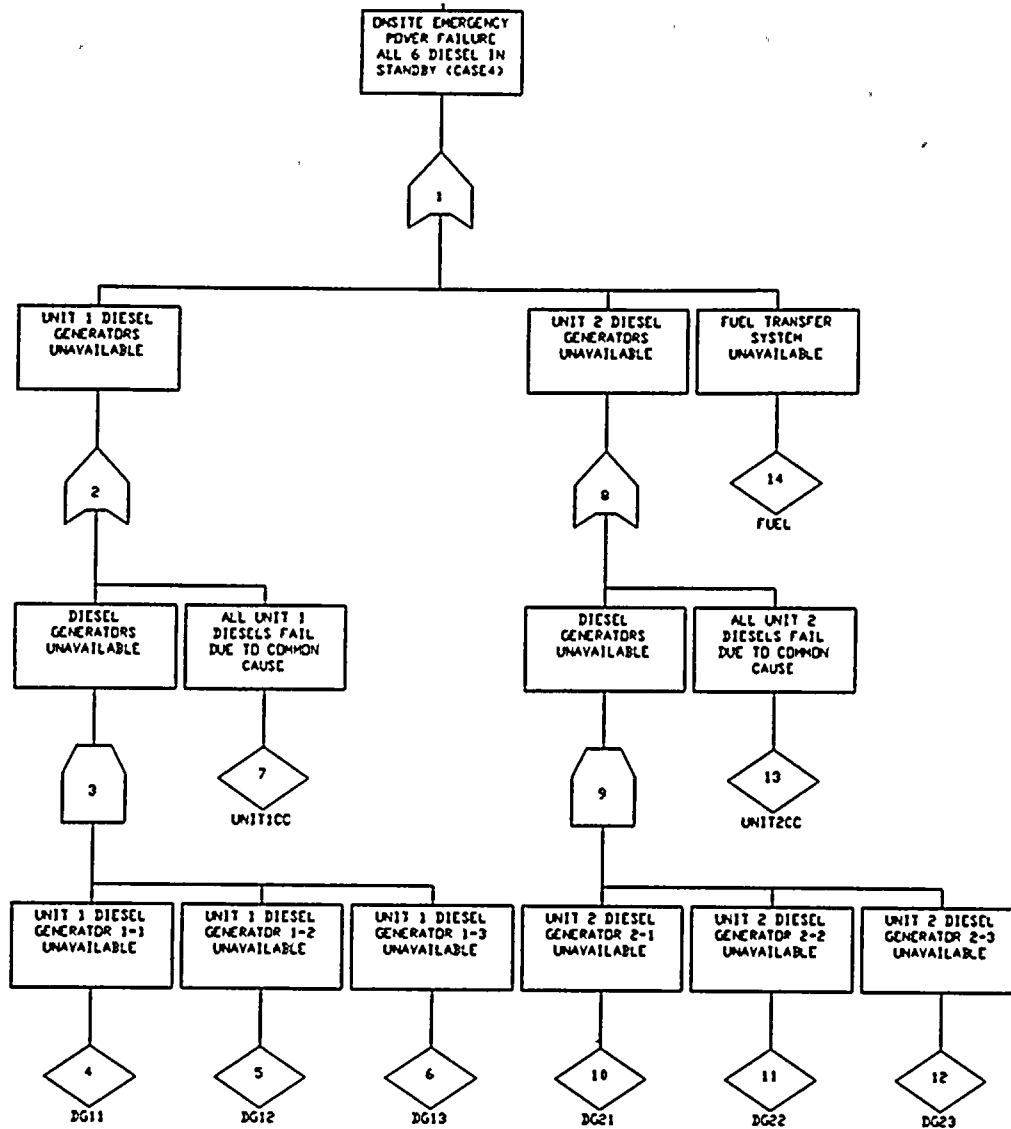 ONSITE EMERGENCY
POVER FAILURE
ALL 6 DIESEL IN
STANDBY (CASE4)
1
UNIT 1 DIESEL
GENERATORS
UNAVAILABLE
UNIT 2 DIESEL
GENERATORS
UNAVAILABLE
FUEL TRANSFER
SYSTEM
UNAVAILABLE
2
8
14
FUEL
DIESEL
GENERATORS
UNAVAILABLE
ALL UNIT 1
DIESELS FAIL
DUE TO COMMON
CAUSE
DIESEL
GENERATORS
UNAVAILABLE
ALL UNIT 2
DIESELS FAIL
DUE TO COMMON
CAUSE
3
7
UNIT1CC
9
13
UNIT2CC
UNIT 1 DIESEL
GENERATOR 1-1
UNAVAILABLE
UNIT 1 DIESEL
GENERATOR 1-2
UNAVAILABLE
UNIT 1 DIESEL
GENERATOR 1-3
UNAVAILABLE
UNIT 2 DIESEL
GENERATOR 2-1
UNAVAILABLE
UNIT 2 DIESEL
GENERATOR 2-2
UNAVAILABLE
UNIT 2 DIESEL
GENERATOR 2-3
UNAVAILABLE
4
DG11
5
DG12
6
DG13
10
DG21
11
DG22
12
DG23